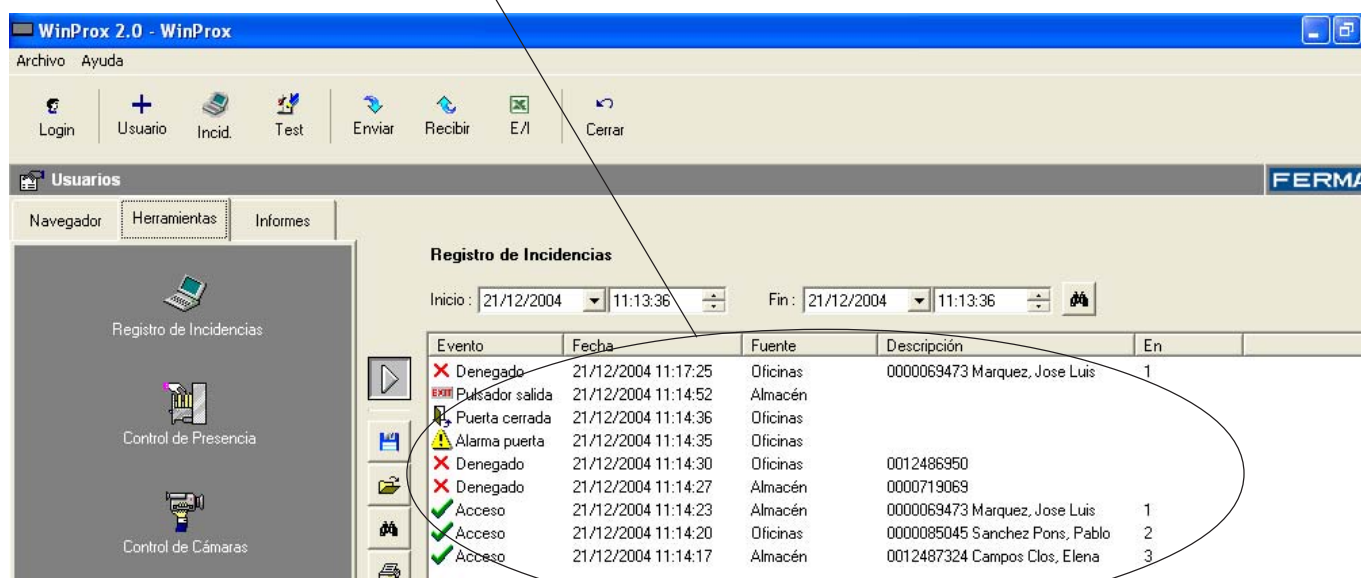 WinProx 2.0 - WinProx
Archivo Ayuda
Login Usuario Incid. Test Enviar Recibir E/I Cerrar
Usuarios FERMA
Navegador Herramientas Informes
Registro de Incidencias
Inicio : 21/12/2004 11:13:36 Fin : 21/12/2004 11:13:36
Registro de Incidencias
Evento Fecha Fuente Descripción En
Denegado 21/12/2004 11:17:25 Oficinas 0000069473 Marquez, Jose Luis 1
EXIT Pulsador salida 21/12/2004 11:14:52 Almacén
Puerta cerrada 21/12/2004 11:14:36 Oficinas
Control de Presencia
Alarma puerta 21/12/2004 11:14:35 Oficinas
Denegado 21/12/2004 11:14:30 Oficinas 0012486950
Denegado 21/12/2004 11:14:27 Almacén 0000719069
Acceso 21/12/2004 11:14:23 Almacén 0000069473 Marquez, Jose Luis 1
Acceso 21/12/2004 11:14:20 Oficinas 0000085045 Sanchez Pons, Pablo 2
Control de Cámaras
Acceso 21/12/2004 11:14:17 Almacén 0012487324 Campos Clos, Elena 3